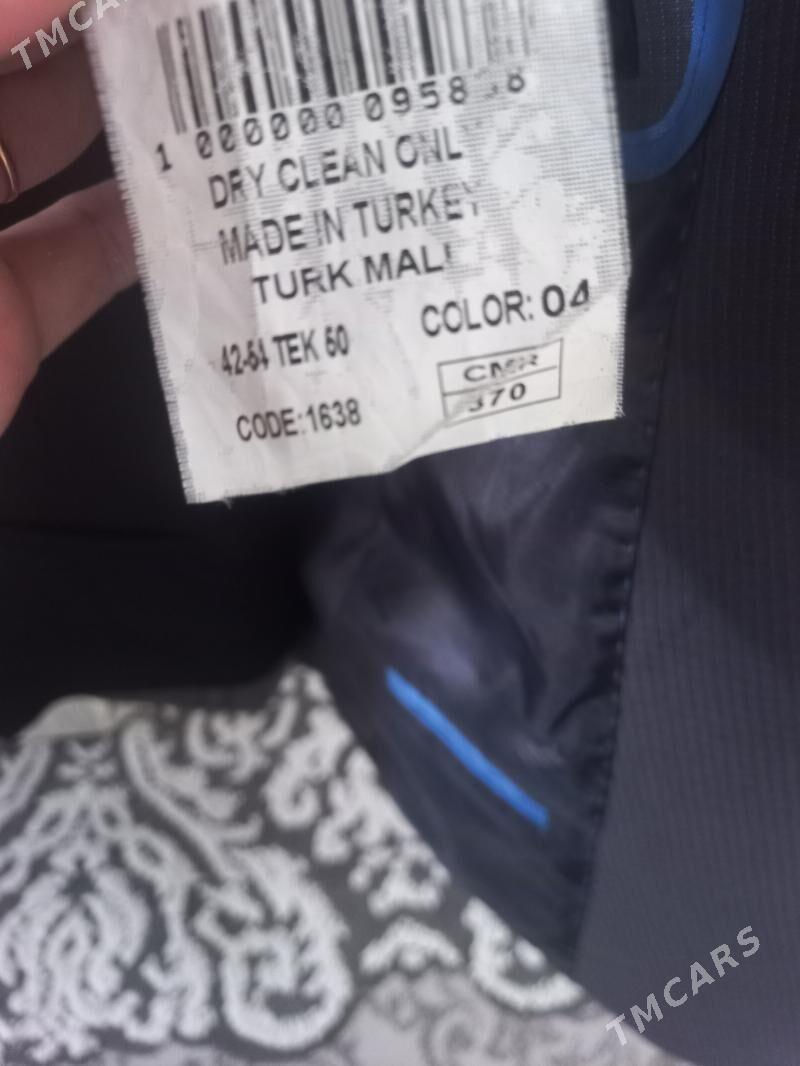 TMCARS
1 000000 0958
DRY CLEAN ONL
MADE IN TURKEY
TURK MALI
42-54 TEK 60
COLOR: 04
CMR
370
CODE:1638
TMCARS